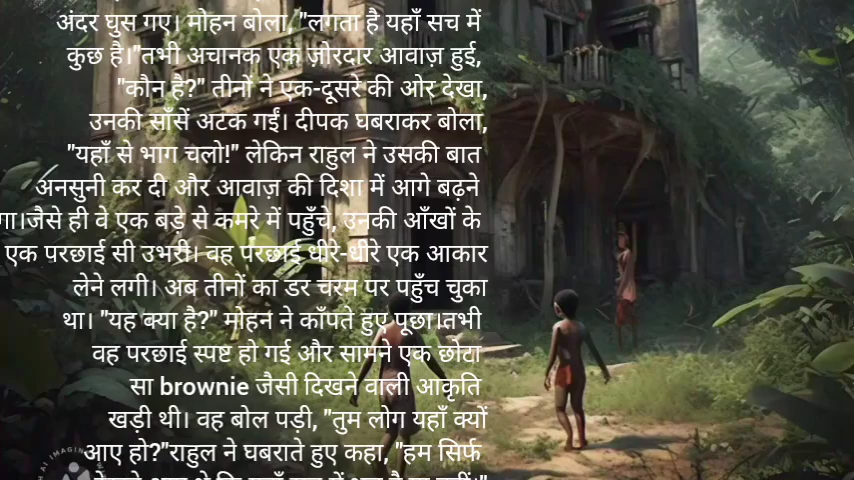 अंदर घुस गए। मोहन बोला, "लगता है यहाँ सच में
कुछ है।"तभी अचानक एक ज़ोरदार आवाज़ हुई,
"कौन है?" तीनों ने एक-दूसरे की ओर देखा,
उनकी साँसें अटक गईं। दीपक घबराकर बोला,
"यहाँ से भाग चलो!" लेकिन राहुल ने उसकी बात
अनसुनी कर दी और आवाज़ की दिशा में आगे बढ़ने
गा।जैसे ही वे एक बड़े से कमरे में पहुँचे, उनकी आँखों के
एक परछाई सी उभरी। वह परछाई धीरे-धीरे एक आकार
लेने लगी। अब तीनों का डर चरम पर पहुँच चुका
था। "यह क्या है?" मोहन ने काँपते हुए पूछा।तभी
वह परछाई स्पष्ट हो गई और सामने एक छोटा
सा brownie जैसी दिखने वाली आकृति
खड़ी थी। वह बोल पड़ी, "तुम लोग यहाँ क्यों
आए हो?"राहुल ने घबराते हुए कहा, "हम सिर्फ
AI IMAGIN